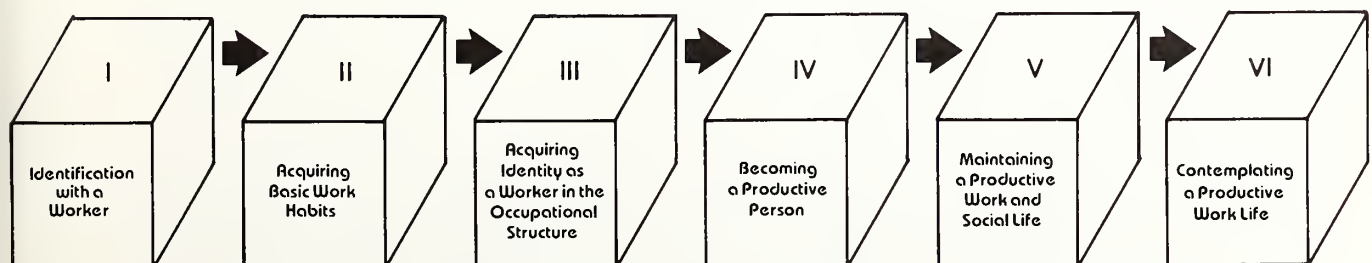 I
Identification
with a
Worker
II
Acquiring
Basic Work
Habits
III
Acquiring
Identity as
a Worker in the
Occupational
Structure
IV
Becoming
a Productive
Person
V
Maintaining
a Productive
Work and
Social Life
VI
Contemplating
a Productive
Work Life